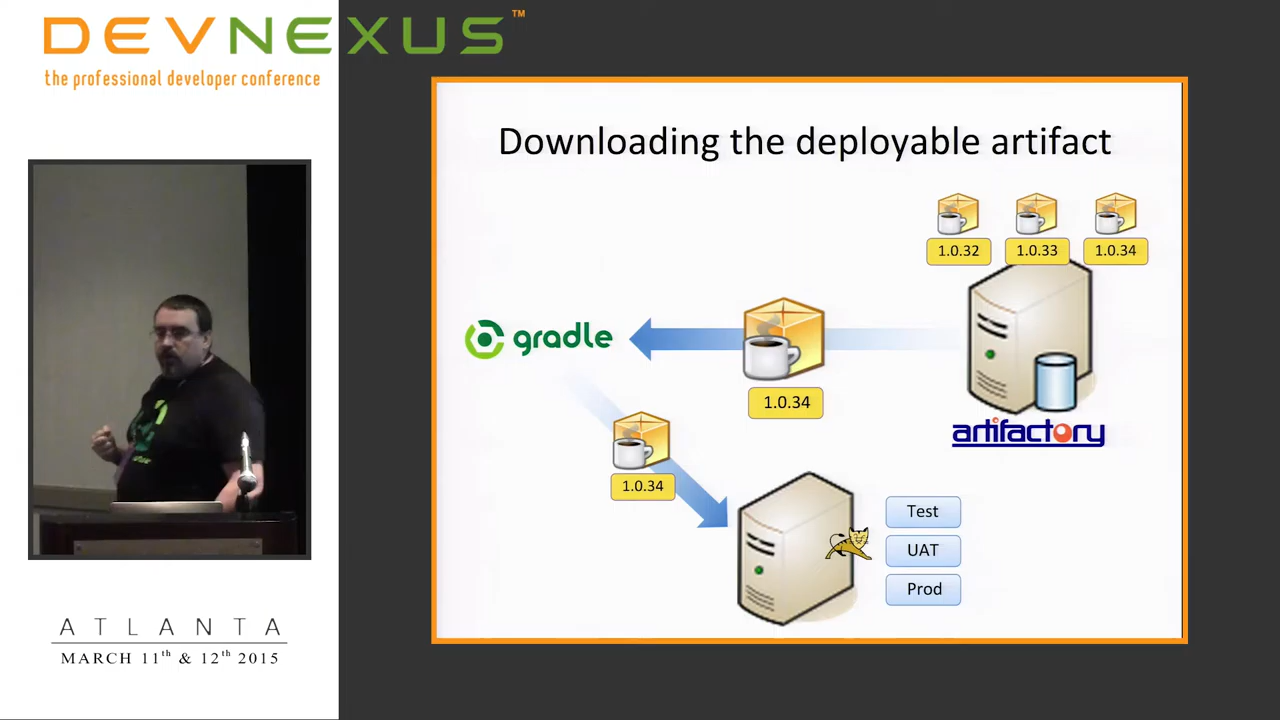 DEVNEXUS™
the professional developer conference
Downloading the deployable artifact
1.0.32
1.0.33
1.0.34
gradle
1.0.34
artifactory
1.0.34
Test
UAT
Prod
ATLANTA
MARCH 11th & 12th 2015